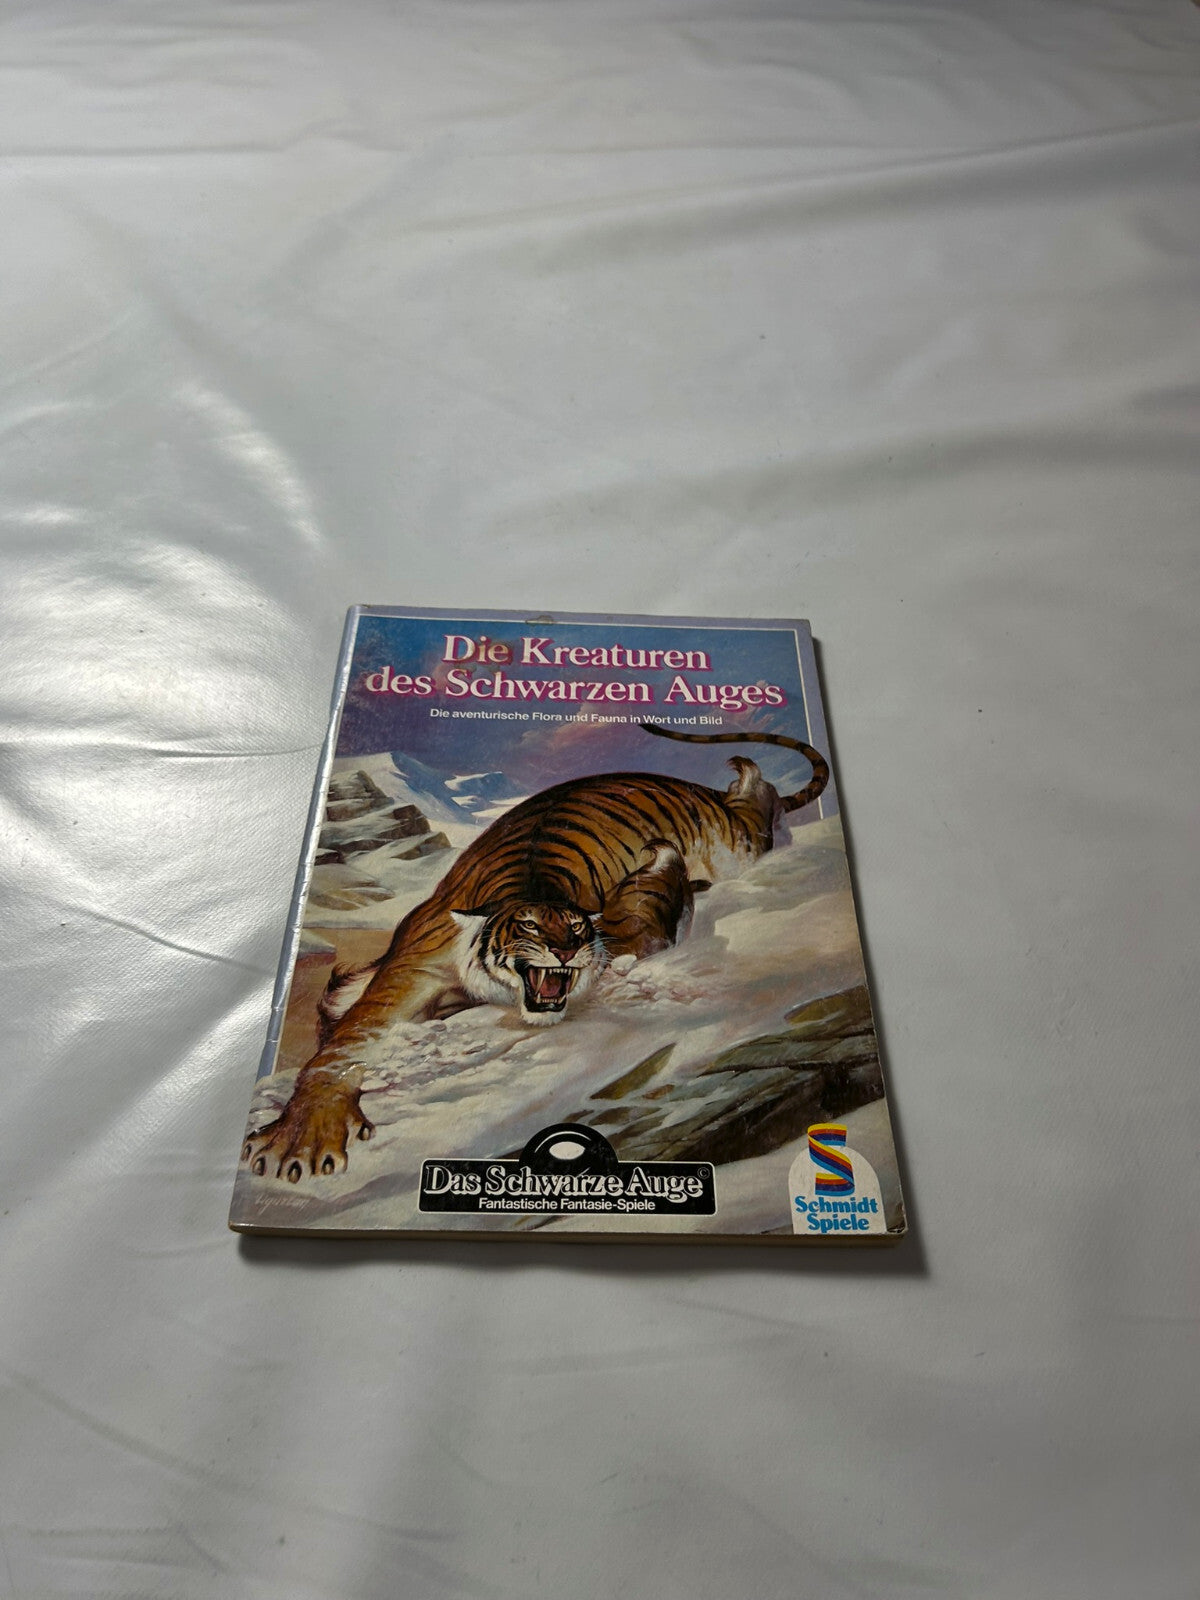 Die Kreaturen
des Schwarzen Auges
Die aventurische Flora und Fauna in Wort und Bild
Das Schwarze Auge©
Fantastische Fantasie-Spiele
Schmidt
Spiele